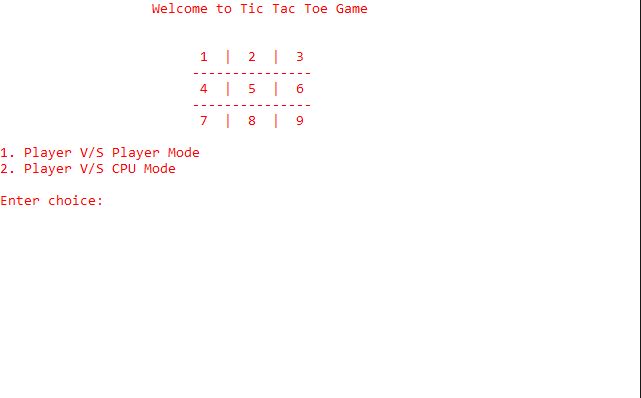 Welcome to Tic Tac Toe Game
1 | 2 | 3
---------------
4 | 5 | 6
---------------
7 | 8 | 9
1. Player V/S Player Mode
2. Player V/S CPU Mode
Enter choice: